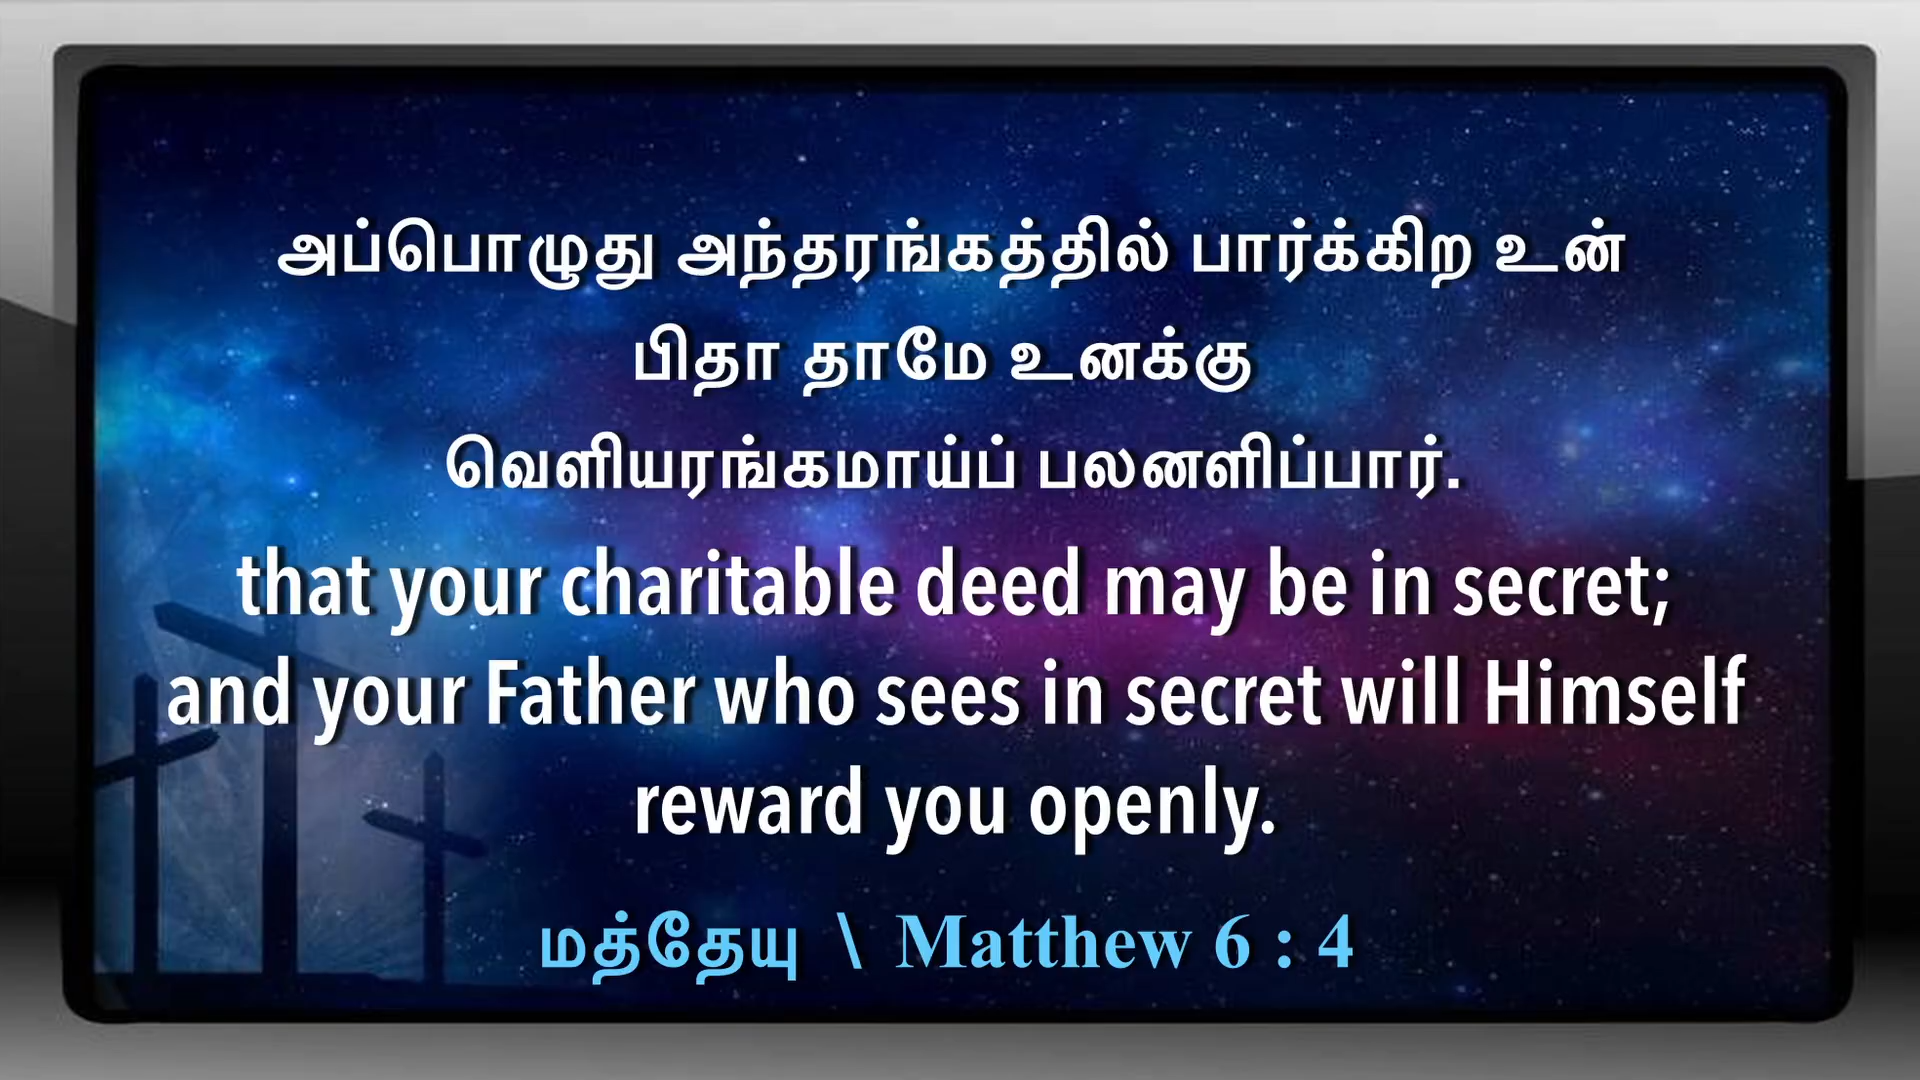 அப்பொழுது அந்தரங்கத்தில் பார்க்கிற உன்
பிதா தாமே உனக்கு
வெளியரங்கமாய்ப் பலனளிப்பார்.
that your charitable deed may be in secret;
and your Father who sees in secret will Himself
reward you openly.
மத்தேயு \ Matthew 6 : 4